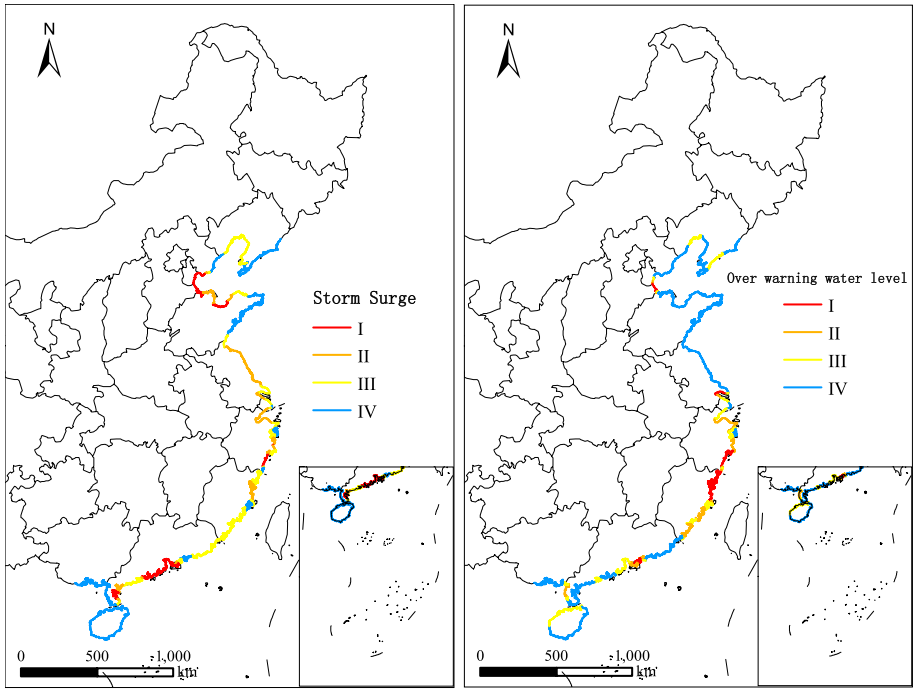 N
Storm Surge
I
II
III
IV
0 500 1,000
km
N
Over warning water level
I
II
III
IV
0 500 1,000
km